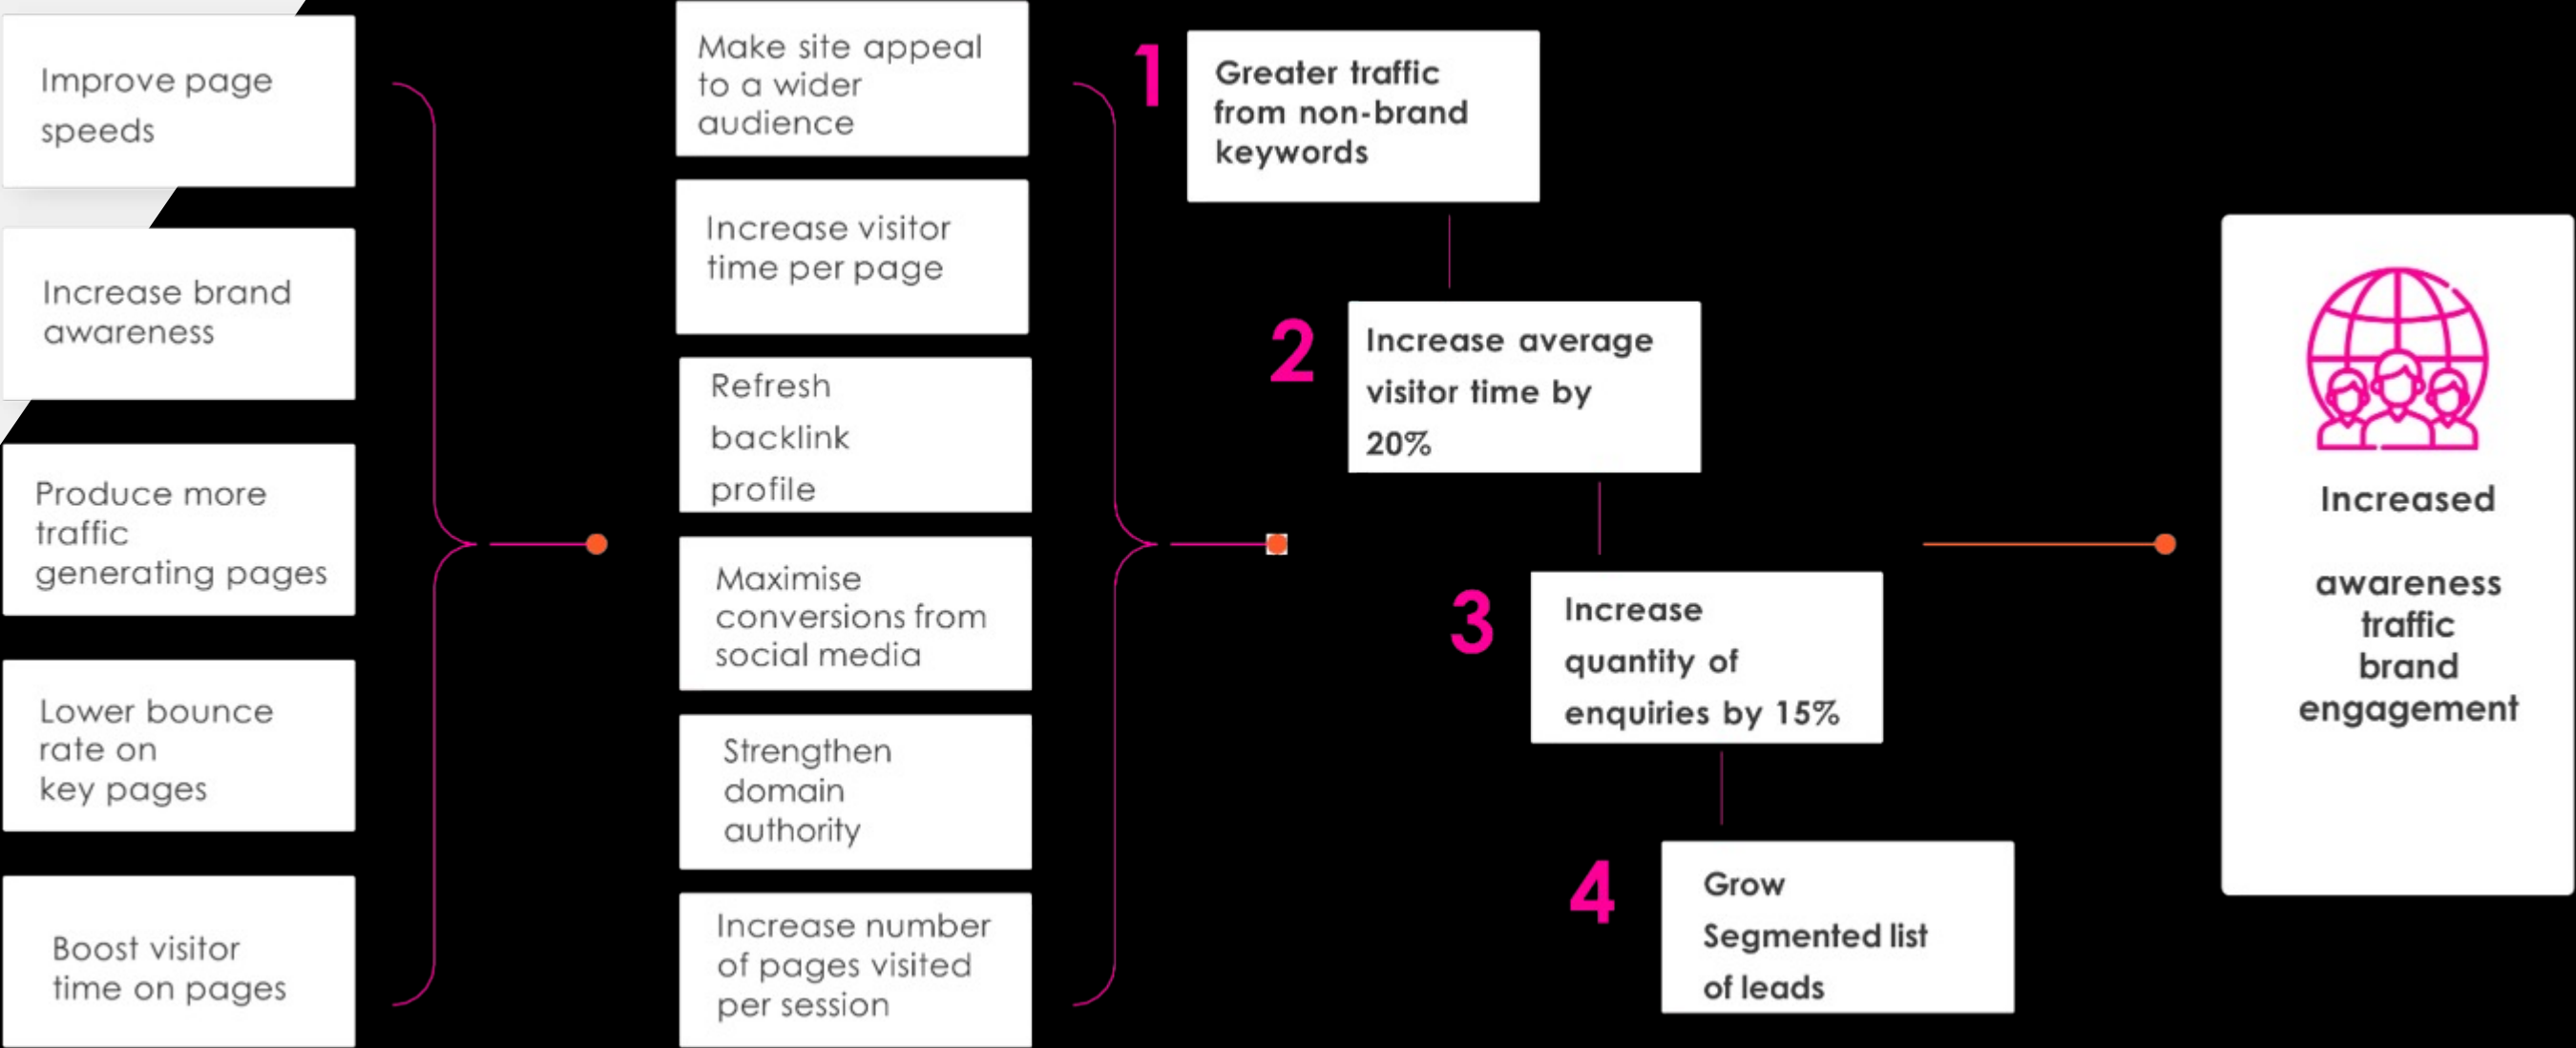 Improve page
speeds
Increase brand
awareness
Produce more
traffic
generating pages
Lower bounce
rate on
key pages
Boost visitor
time on pages
Make site appeal
to a wider
audience
Increase visitor
time per page
Refresh
backlink
profile
Maximise
conversions from
social media
Strengthen
domain
authority
Increase number
of pages visited
per session
1
Greater traffic
from non-brand
keywords
2
Increase average
visitor time by
20%
3
Increase
quantity of
enquiries by 15%
4
Grow
Segmented list
of leads
Increased
awareness
traffic
brand
engagement